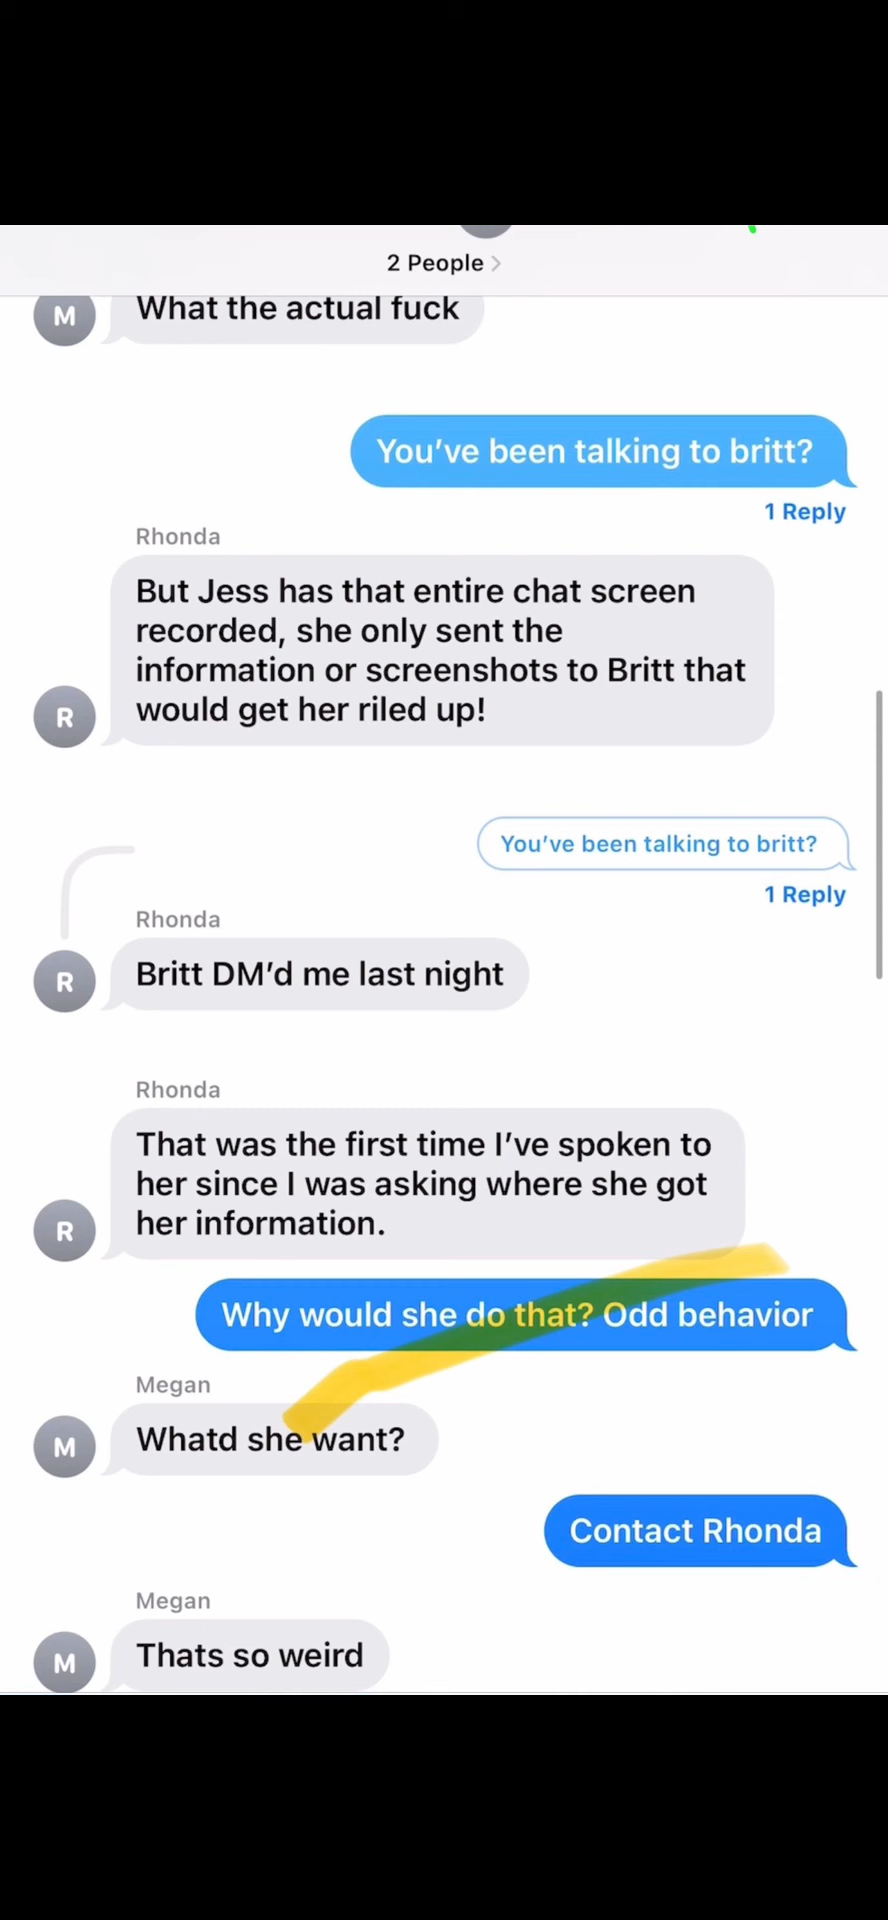 2 People >
M
What the actual fuck
You've been talking to britt?
1 Reply
Rhonda
But Jess has that entire chat screen
recorded, she only sent the
information or screenshots to Britt that
would get her riled up!
R
You've been talking to britt?
1 Reply
Rhonda
Britt DM'd me last night
R
Rhonda
That was the first time I've spoken to
her since I was asking where she got
her information.
R
Why would she do that? Odd behavior
Megan
Whatd she want?
M
Contact Rhonda
Megan
Thats so weird
M